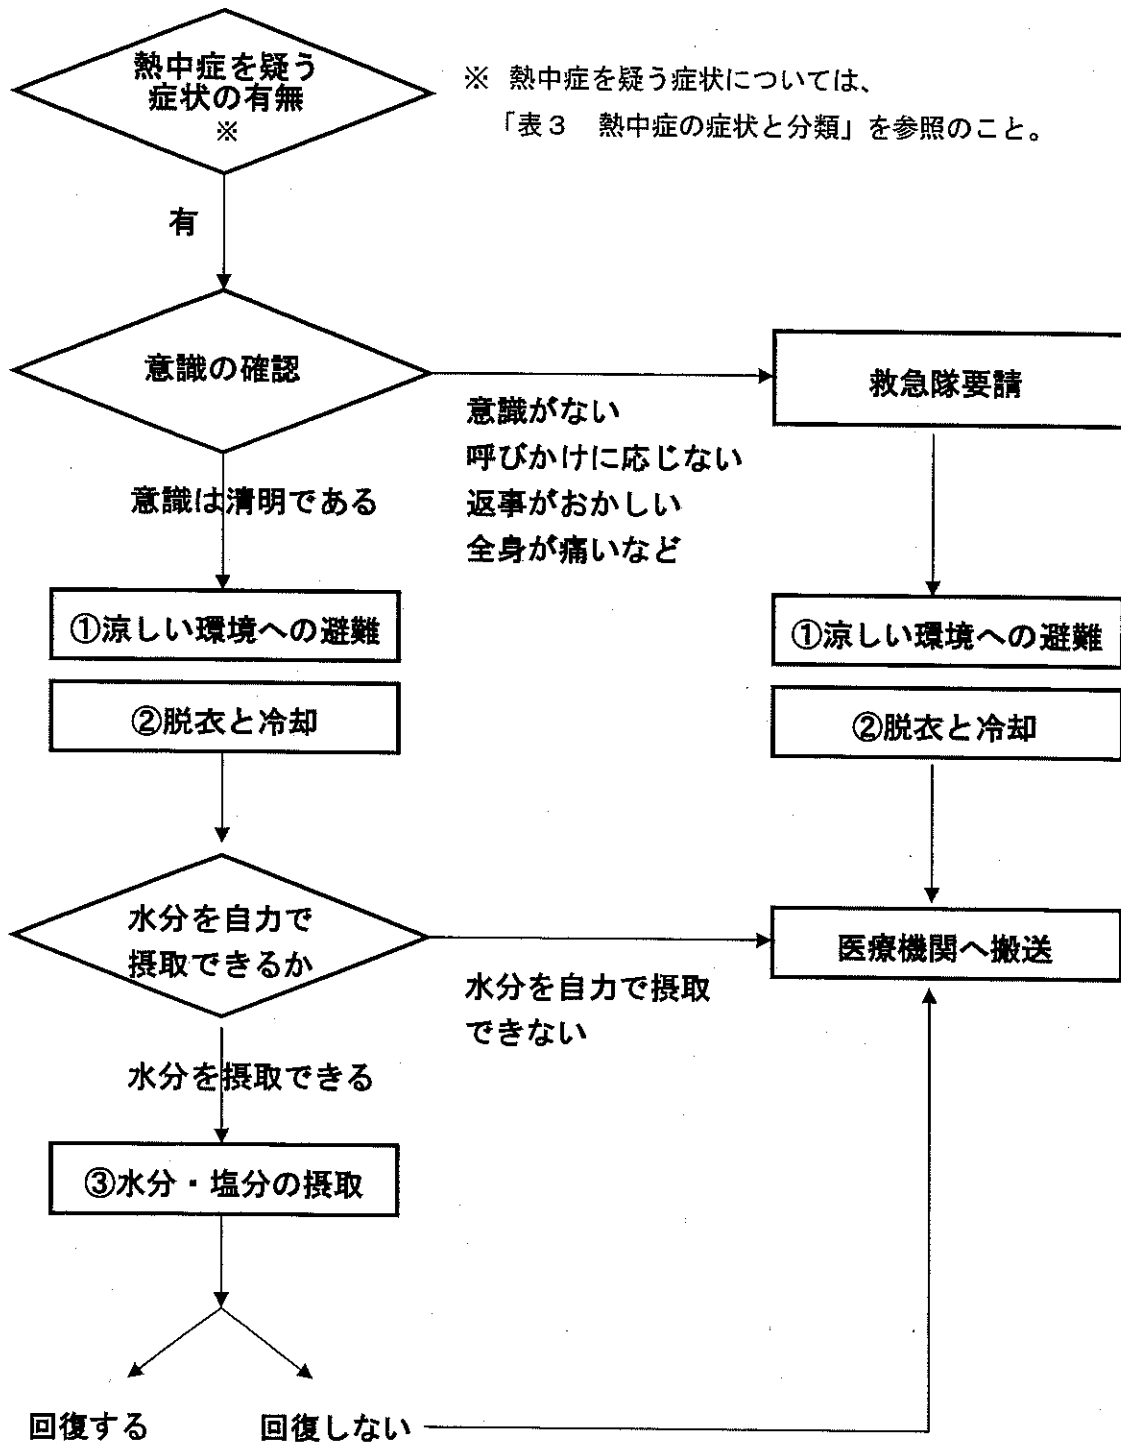 熱中症を疑う
症状の有無
※
※ 熱中症を疑う症状については、
「表３　熱中症の症状と分類」を参照のこと。
有
意識の確認
救急隊要請
意識がない
呼びかけに応じない
返事がおかしい
全身が痛いなど
意識は清明である
①涼しい環境への避難
①涼しい環境への避難
②脱衣と冷却
②脱衣と冷却
水分を自力で
摂取できるか
医療機関へ搬送
水分を自力で摂取
できない
水分を摂取できる
③水分・塩分の摂取
回復する
回復しない